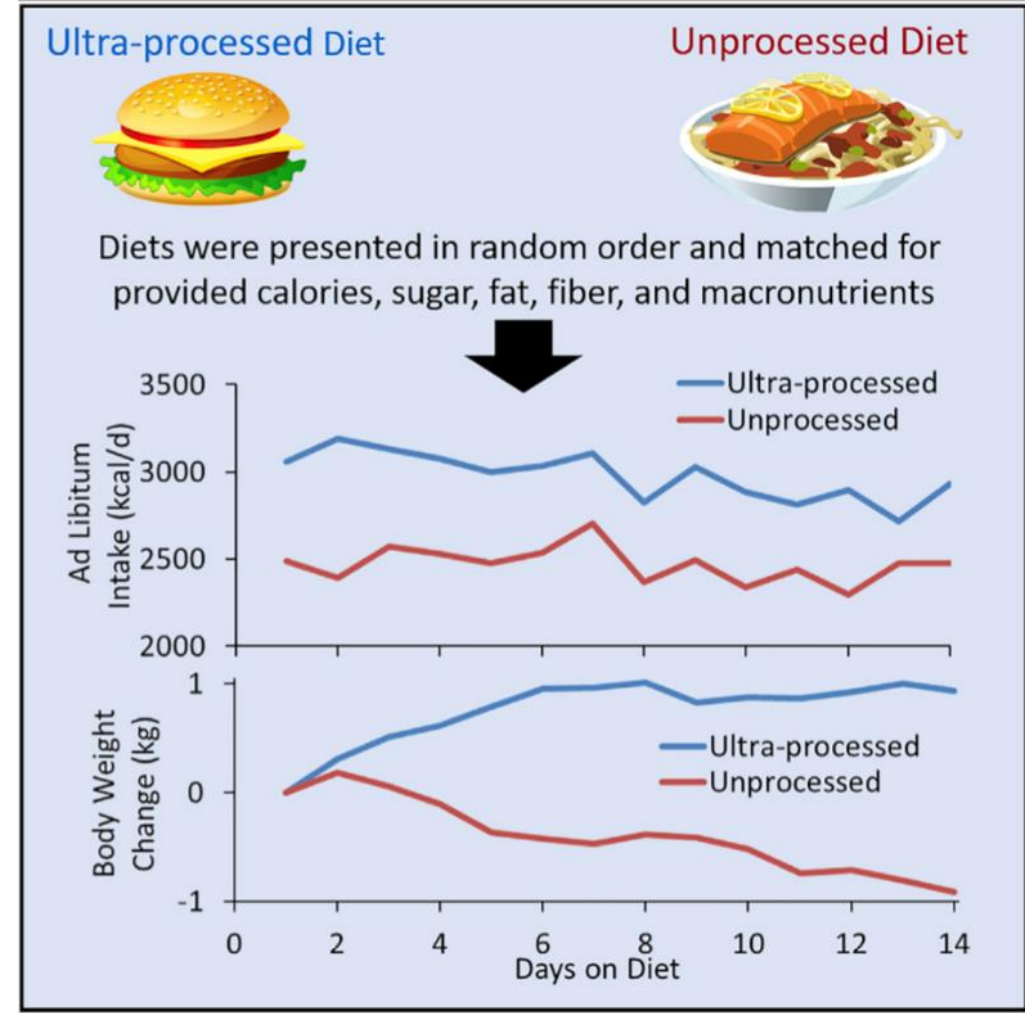 Ultra-processed Diet
Unprocessed Diet
Diets were presented in random order and matched for
provided calories, sugar, fat, fiber, and macronutrients
Ad Libitum
Intake (kcal/d)
3500
3000
2500
2000
Ultra-processed
Unprocessed
Body Weight
Change (kg)
1
0
-1
Ultra-processed
Unprocessed
0 2 4 6 8 10 12 14
Days on Diet